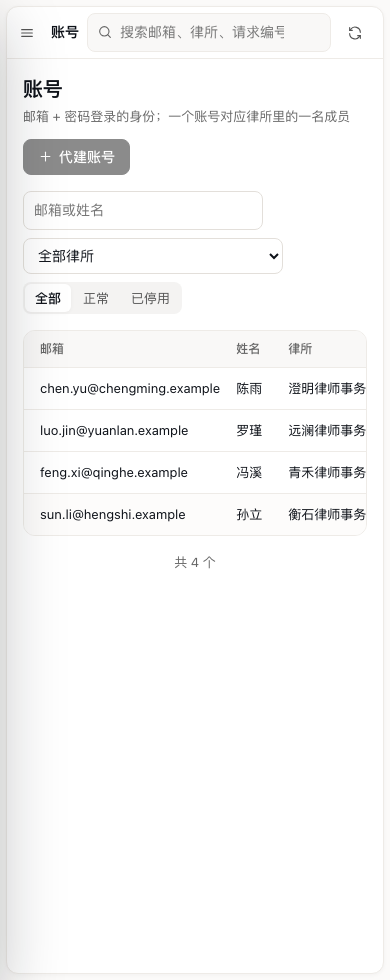 账号
搜索邮箱、律所、请求编号
账号
邮箱 + 密码登录的身份；一个账号对应律所里的一名成员
代建账号
邮箱或姓名
全部律所
全部 正常 已停用
邮箱 姓名 律所
chen.yu@chengming.example 陈雨 澄明律师事务
luo.jin@yuanlan.example 罗瑾 远澜律师事务
feng.xi@qinghe.example 冯溪 青禾律师事务
sun.li@hengshi.example 孙立 衡石律师事务
共 4 个